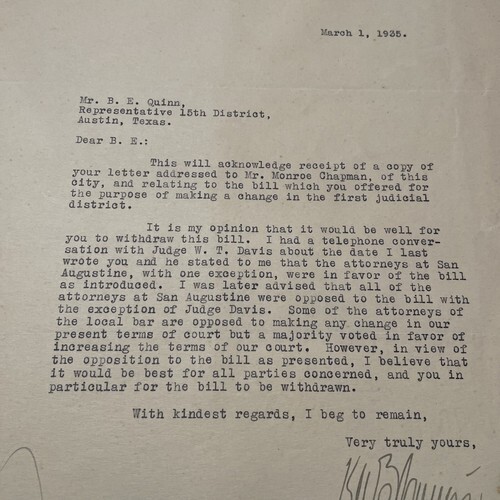 March 1, 1935.
Mr. B. E. Quinn,
Representative 15th District,
Austin, Texas.
Dear B. E.:
This will acknowledge receipt of a copy of
your letter addressed to Mr. Monroe Chapman, of this
city, and relating to the bill which you offered for
the purpose of making a change in the first judicial
district.
It is my opinion that it would be well for
you to withdraw this bill. I had a telephone conver-
sation with Judge W. T. Davis about the date I last
wrote you and he stated to me that the attorneys at San
Augustine, with one exception, were in favor of the bill
as introduced. I was later advised that all of the
attorneys at San Augustine were opposed to the bill with
the exception of Judge Davis. Some of the attorneys of
the local bar are opposed to making any change in our
present terms of court but a majority voted in favor of
increasing the terms of our court. However, in view of
the opposition to the bill as presented, I believe that
it would be best for all parties concerned, and you in
particular for the bill to be withdrawn.
With kindest regards, I beg to remain,
Very truly yours,